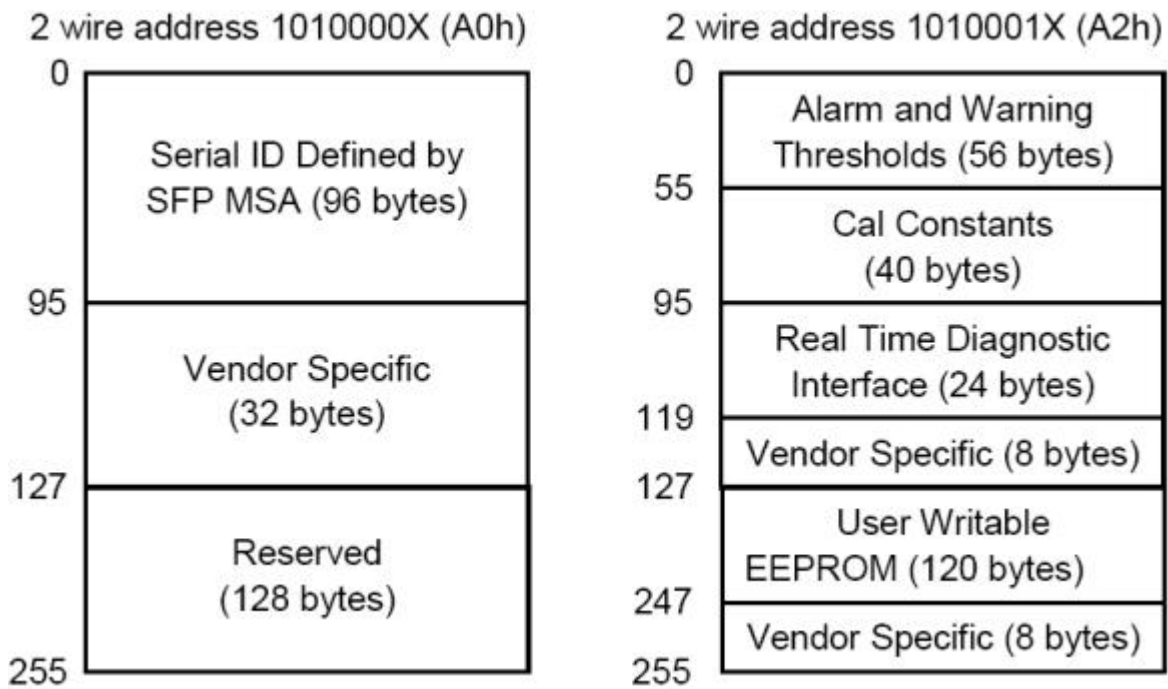 2 wire address 1010000X (A0h)
0
Serial ID Defined by
SFP MSA (96 bytes)
95
Vendor Specific
(32 bytes)
127
Reserved
(128 bytes)
255
2 wire address 1010001X (A2h)
0
Alarm and Warning
Thresholds (56 bytes)
55
Cal Constants
(40 bytes)
95
Real Time Diagnostic
Interface (24 bytes)
119
Vendor Specific (8 bytes)
127
User Writable
EEPROM (120 bytes)
247
Vendor Specific (8 bytes)
255